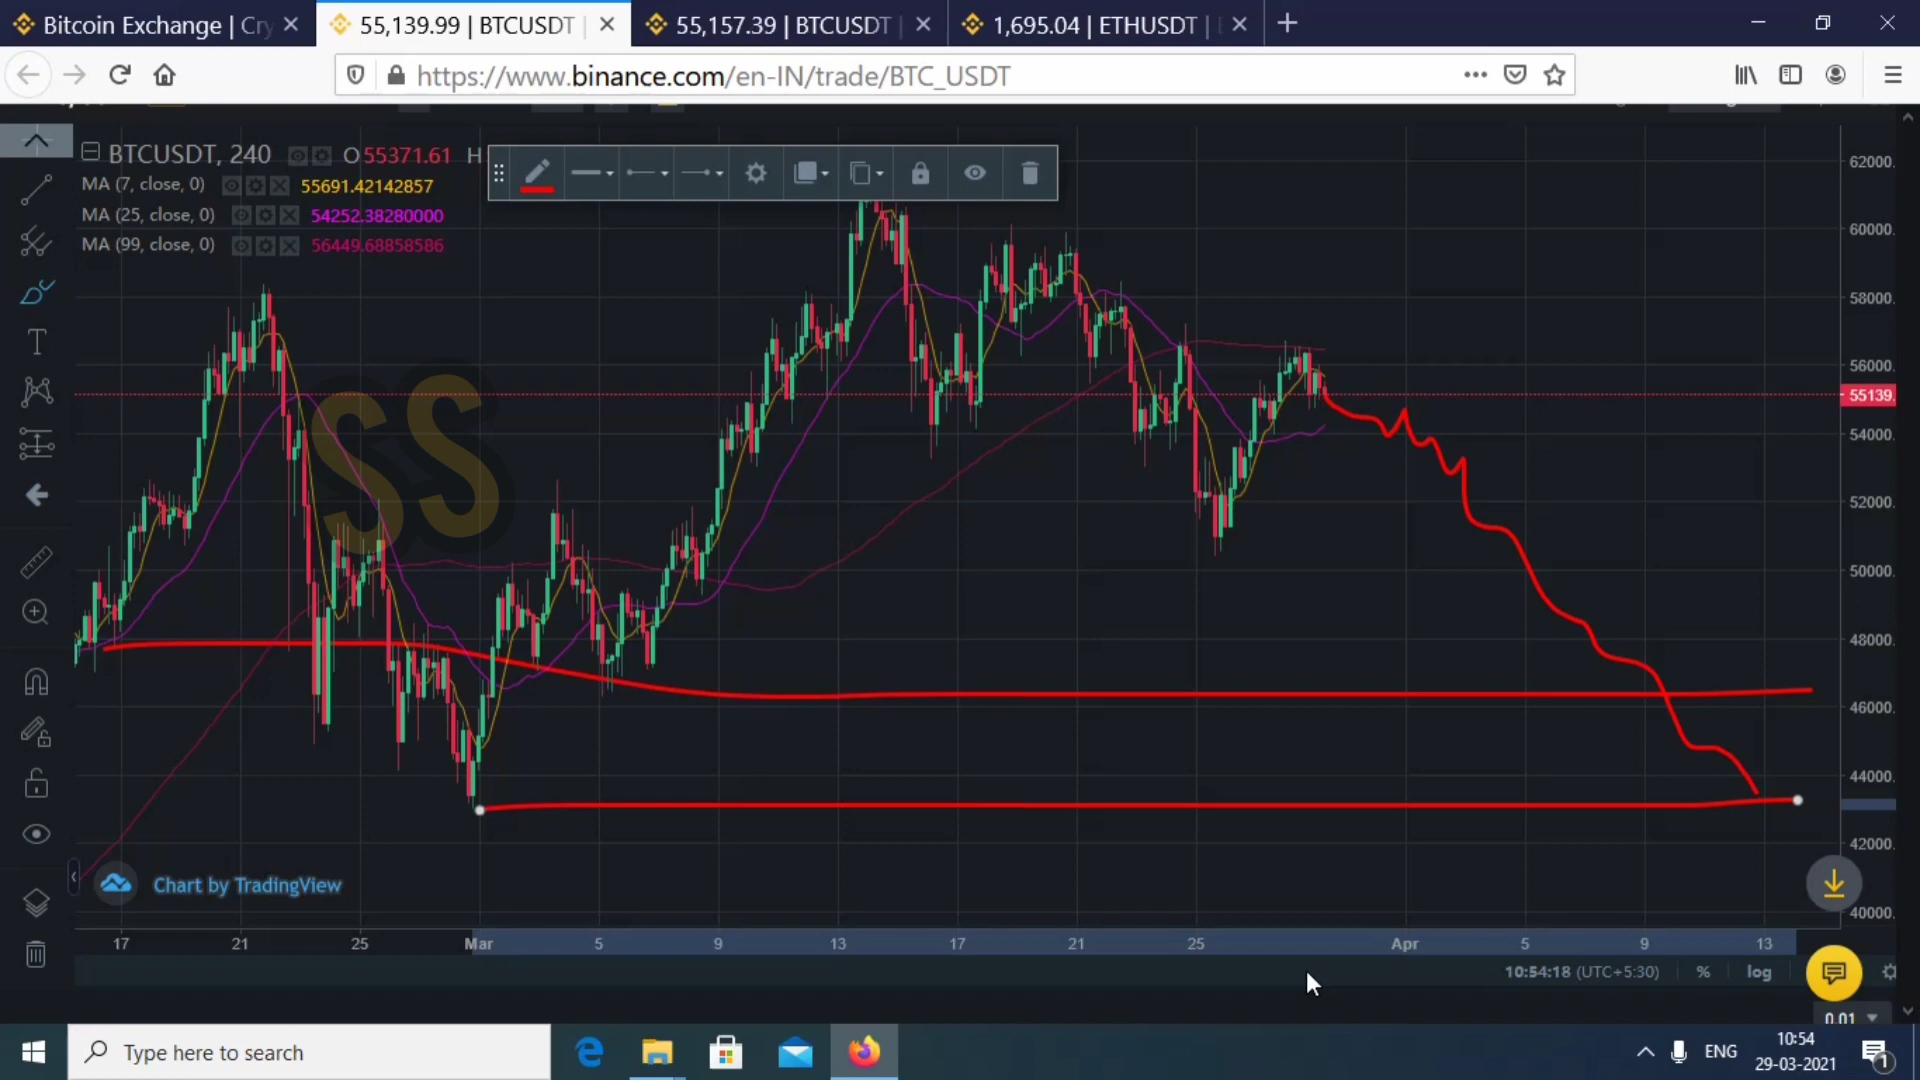 Bitcoin Exchange | Cry
55,139.99 | BTCUSDT
55,157.39 | BTCUSDT
1,695.04 | ETHUSDT |
https://www.binance.com/en-IN/trade/BTC_USDT
BTCUSDT, 240 O55371.61 H
MA (7, close, 0) 55691.42142857
MA (25, close, 0) 54252.38280000
MA (99, close, 0) 56449.68858586
62000.
60000.
58000.
56000.
55139.
54000.
52000.
50000.
48000.
46000.
44000.
42000.
40000.
SS
T
Chart by TradingView
17 21 25 Mar 5 9 13 17 21 25 Apr 5 9 13
10:54:18 (UTC+5:30) % log
0.01
Type here to search
ENG
10:54
29-03-2021
1